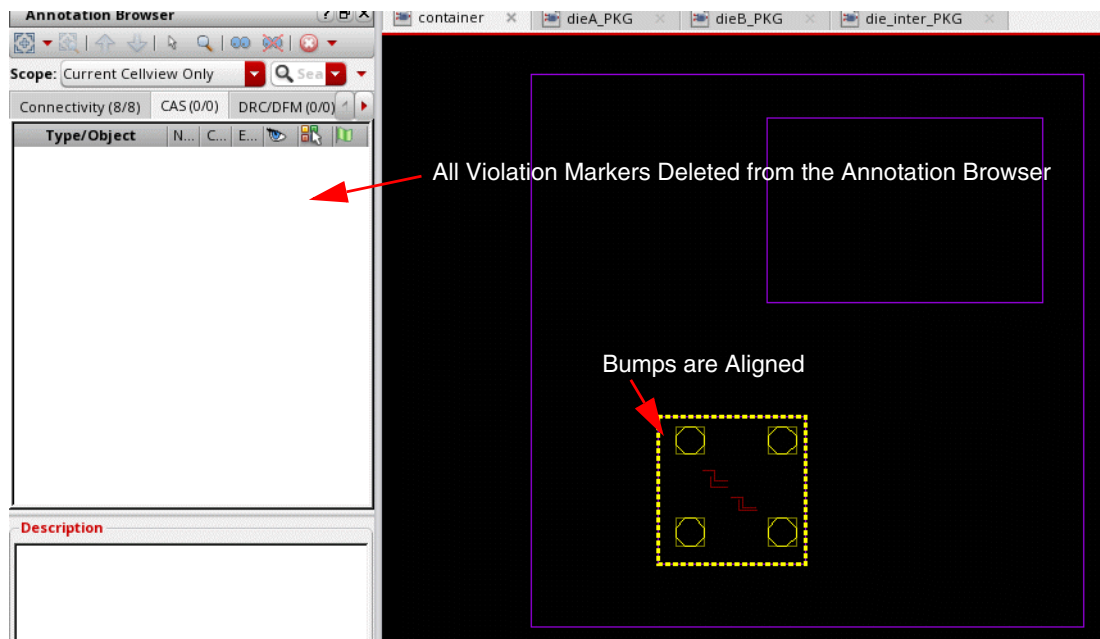 Annotation Browser
container
dieA_PKG
dieB_PKG
die_inter_PKG
Scope: Current Cellview Only
Sea
Connectivity (8/8) CAS (0/0) DRC/DFM (0/0)
Type/Object N... C... E...
All Violation Markers Deleted from the Annotation Browser
Bumps are Aligned
Description